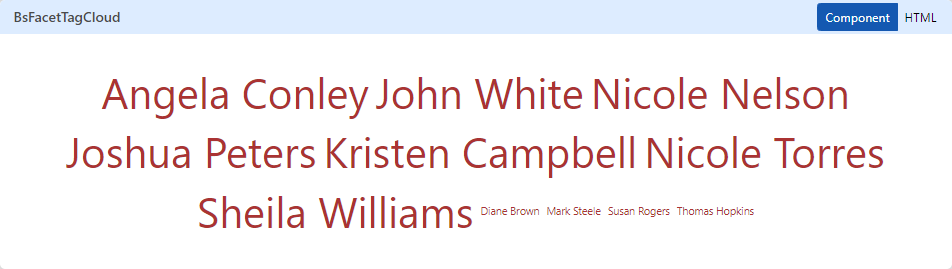 BsFacetTagCloud Component HTML
Angela Conley John White Nicole Nelson
Joshua Peters Kristen Campbell Nicole Torres
Sheila Williams Diane Brown Mark Steele Susan Rogers Thomas Hopkins